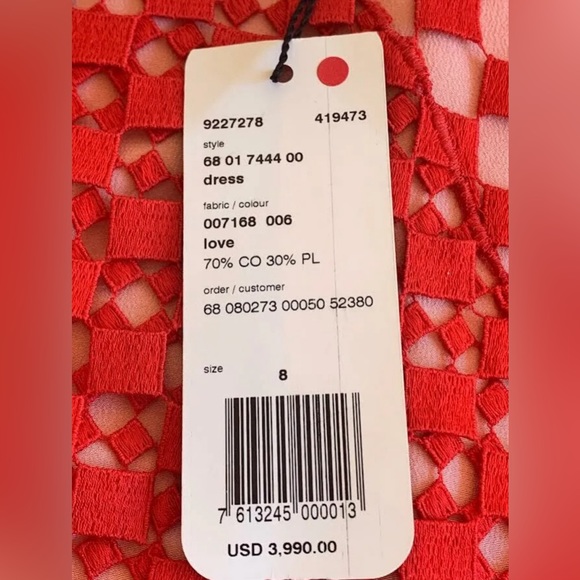 9227278 419473
style
68 01 7444 00
dress
fabric / colour
007168 006
love
70% CO 30% PL
order / customer
68 080273 00050 52380
size
8
7 613245 000013
USD 3,990.00